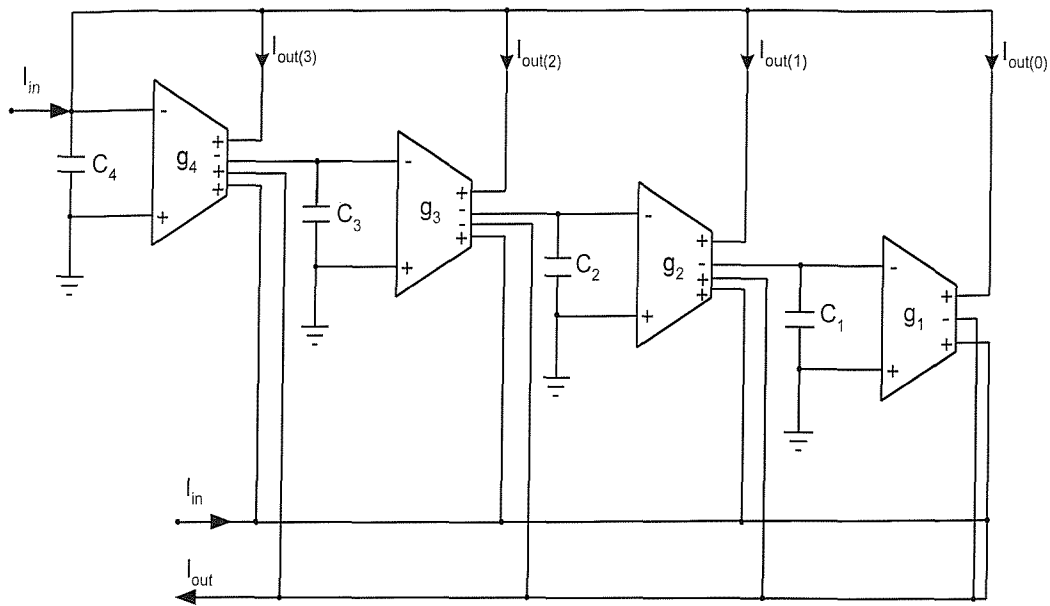 I_out(3)
I_out(2)
I_out(1)
I_out(0)
I_in
-
g_4
+
-
+
+
+
C_4
-
g_3
+
-
-
+
+
C_3
-
g_2
+
-
+
+
+
C_2
-
g_1
+
-
+
+
C_1
I_in
I_out